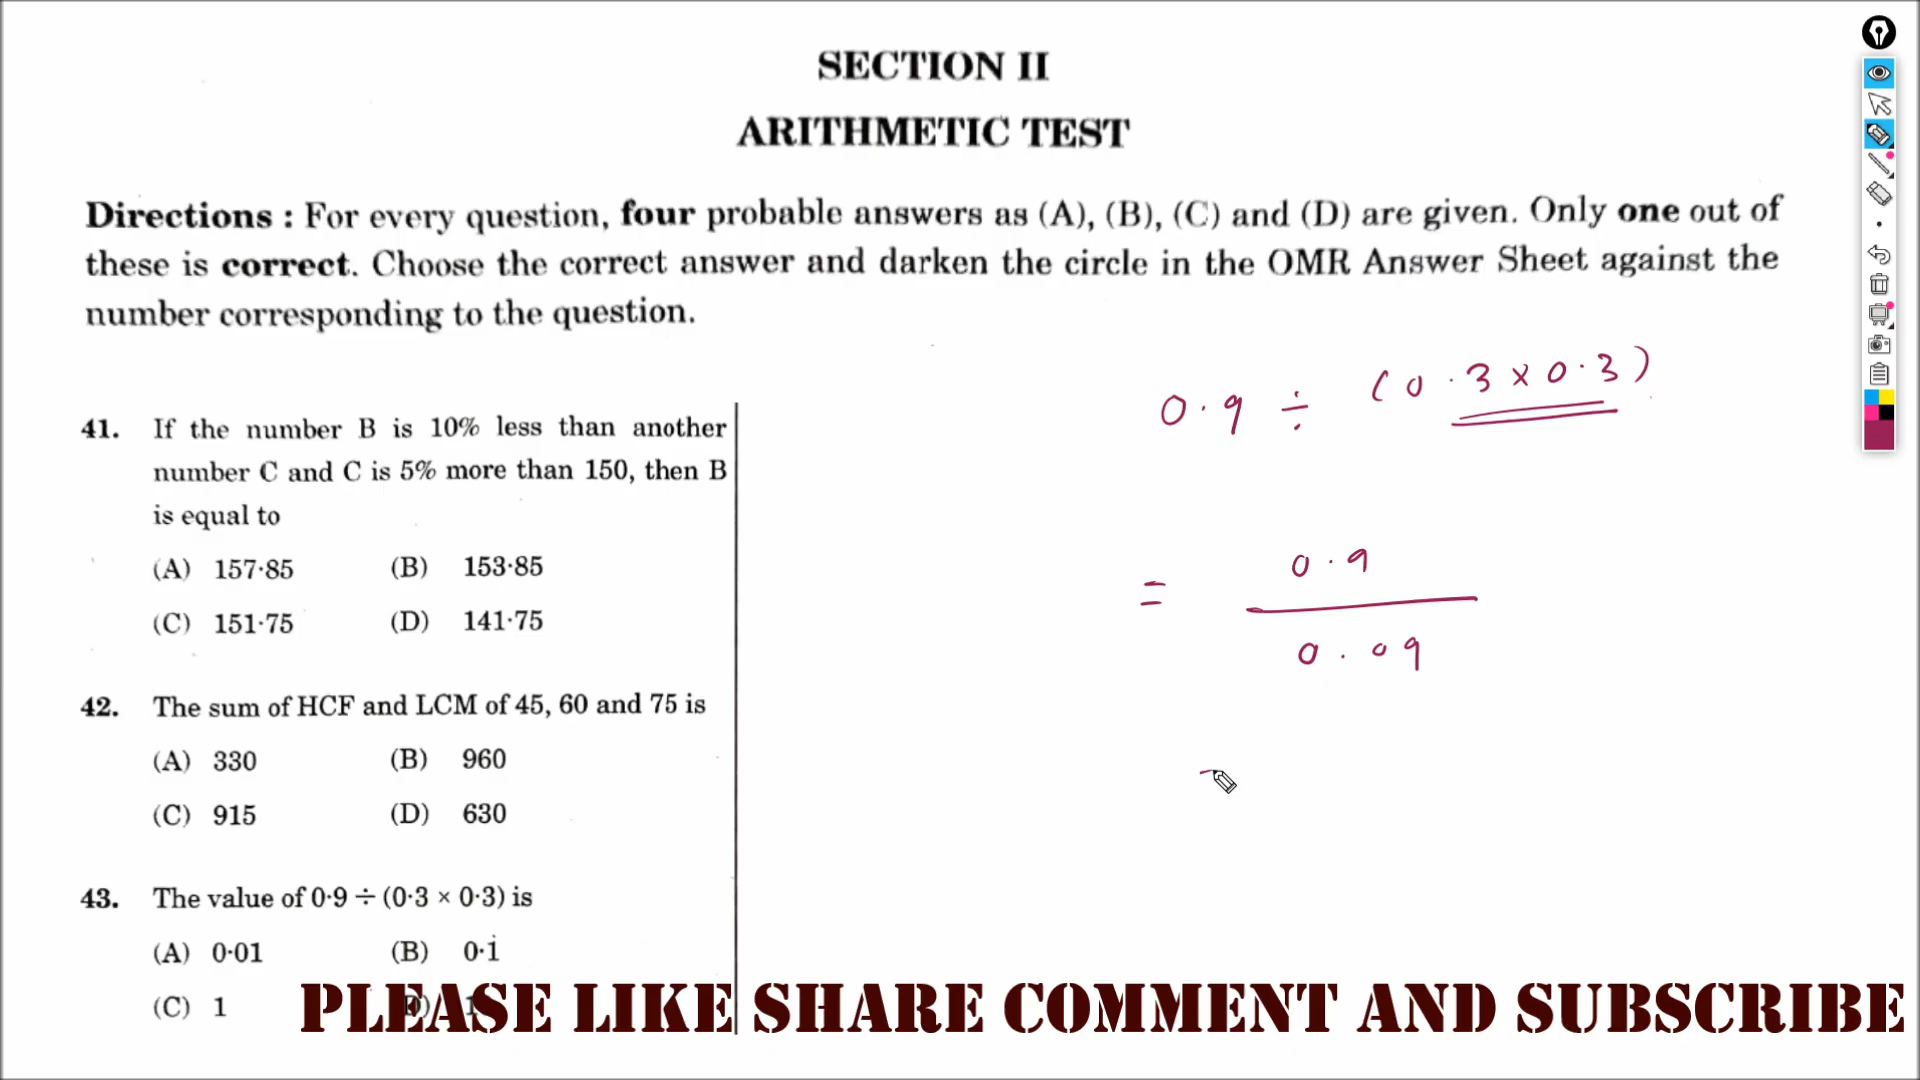 SECTION II
ARITHMETIC TEST
Directions : For every question, four probable answers as (A), (B), (C) and (D) are given. Only one out of
these is correct. Choose the correct answer and darken the circle in the OMR Answer Sheet against the
number corresponding to the question.
41. If the number B is 10% less than another
number C and C is 5% more than 150, then B
is equal to
(A) 157·85 (B) 153·85
(C) 151·75 (D) 141·75
42. The sum of HCF and LCM of 45, 60 and 75 is
(A) 330 (B) 960
(C) 915 (D) 630
43. The value of 0·9 ÷ (0·3 × 0·3) is
(A) 0·01 (B) 0·1
(C) 1
0.9 ÷ (0.3 × 0.3)
= 0.9
0.09
PLEASE LIKE SHARE COMMENT AND SUBSCRIBE